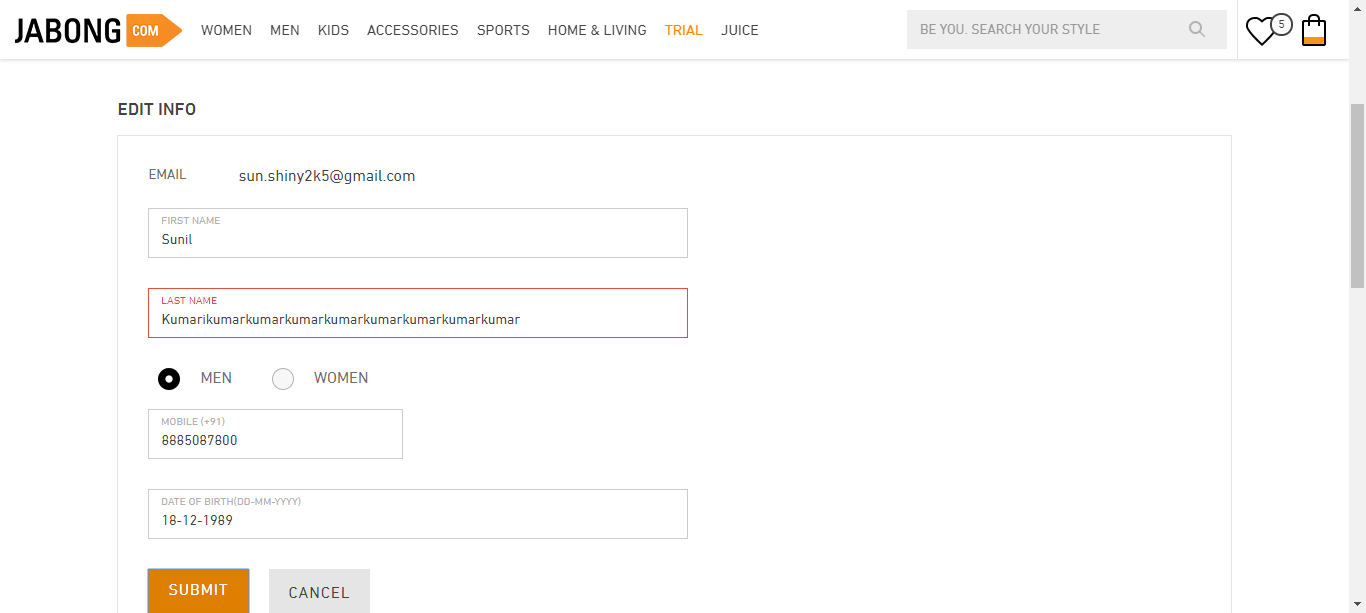 JABONG COM WOMEN MEN KIDS ACCESSORIES SPORTS HOME & LIVING TRIAL JUICE BE YOU. SEARCH YOUR STYLE 5
EDIT INFO
EMAIL sun.shiny2k5@gmail.com
FIRST NAME
Sunil
LAST NAME
Kumarikumarkumarkumarkumarkumarkumarkumarkumar
MEN WOMEN
MOBILE (+91)
8885087800
DATE OF BIRTH(DD-MM-YYYY)
18-12-1989
SUBMIT CANCEL